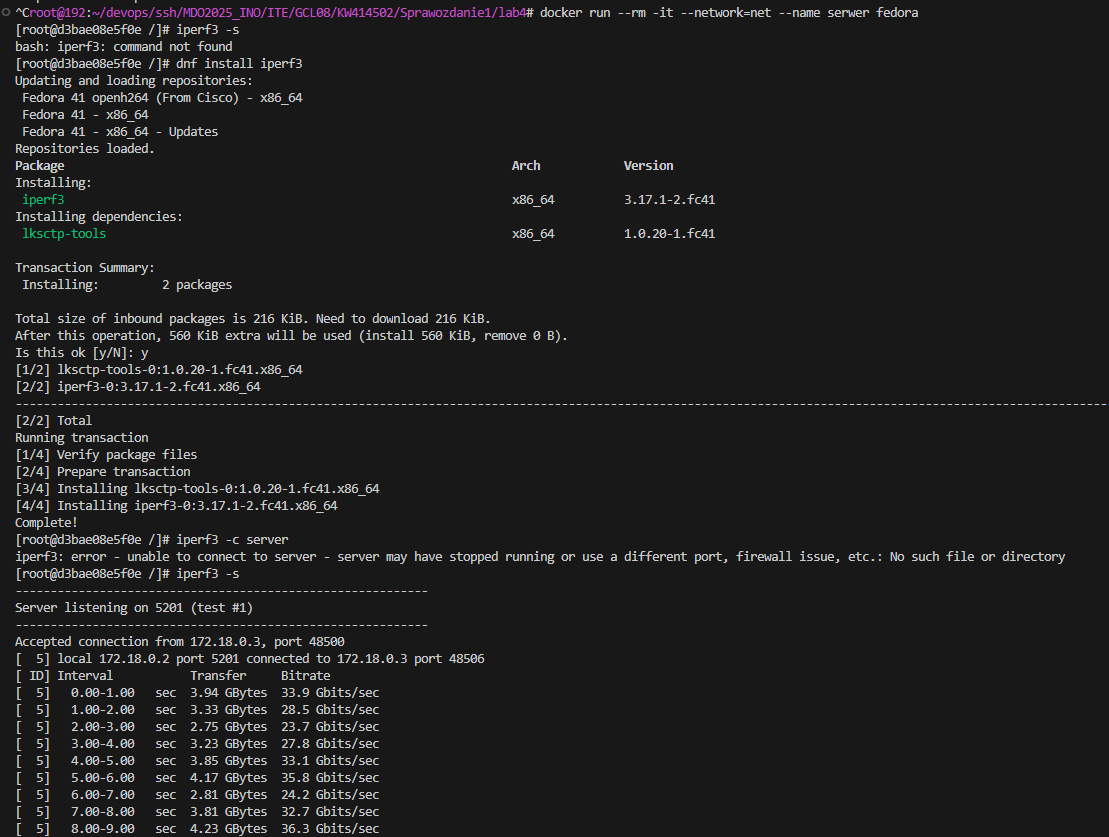 ^Croot@192:~/devops/ssh/MDO2025_INO/ITE/GCL08/KW414502/Sprawozdanie1/lab4# docker run --rm -it --network=net --name serwer fedora
[root@d3bae08e5f0e /]# iperf3 -s
bash: iperf3: command not found
[root@d3bae08e5f0e /]# dnf install iperf3
Updating and loading repositories:
 Fedora 41 openh264 (From Cisco) - x86_64
 Fedora 41 - x86_64
 Fedora 41 - x86_64 - Updates
Repositories loaded.
Package Arch Version
Installing:
 iperf3 x86_64 3.17.1-2.fc41
Installing dependencies:
 lksctp-tools x86_64 1.0.20-1.fc41
Transaction Summary:
 Installing: 2 packages
Total size of inbound packages is 216 KiB. Need to download 216 KiB.
After this operation, 560 KiB extra will be used (install 560 KiB, remove 0 B).
Is this ok [y/N]: y
[1/2] lksctp-tools-0:1.0.20-1.fc41.x86_64
[2/2] iperf3-0:3.17.1-2.fc41.x86_64
------------------------------------------------------------------------------------------------------------------------------------------------------------
[2/2] Total
Running transaction
[1/4] Verify package files
[2/4] Prepare transaction
[3/4] Installing lksctp-tools-0:1.0.20-1.fc41.x86_64
[4/4] Installing iperf3-0:3.17.1-2.fc41.x86_64
Complete!
[root@d3bae08e5f0e /]# iperf3 -c server
iperf3: error - unable to connect to server - server may have stopped running or use a different port, firewall issue, etc.: No such file or directory
[root@d3bae08e5f0e /]# iperf3 -s
-----------------------------------------------------------
Server listening on 5201 (test #1)
-----------------------------------------------------------
Accepted connection from 172.18.0.3, port 48500
[  5] local 172.18.0.2 port 5201 connected to 172.18.0.3 port 48506
[ ID] Interval Transfer Bitrate
[  5] 0.00-1.00 sec 3.94 GBytes 33.9 Gbits/sec
[  5] 1.00-2.00 sec 3.33 GBytes 28.5 Gbits/sec
[  5] 2.00-3.00 sec 2.75 GBytes 23.7 Gbits/sec
[  5] 3.00-4.00 sec 3.23 GBytes 27.8 Gbits/sec
[  5] 4.00-5.00 sec 3.85 GBytes 33.1 Gbits/sec
[  5] 5.00-6.00 sec 4.17 GBytes 35.8 Gbits/sec
[  5] 6.00-7.00 sec 2.81 GBytes 24.2 Gbits/sec
[  5] 7.00-8.00 sec 3.81 GBytes 32.7 Gbits/sec
[  5] 8.00-9.00 sec 4.23 GBytes 36.3 Gbits/sec